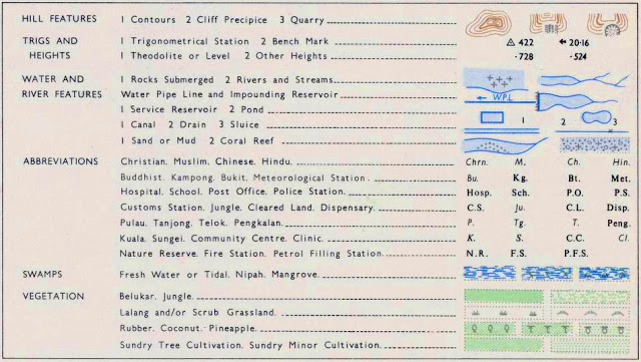 HILL FEATURES 1 Contours 2 Cliff Precipice 3 Quarry
TRIGS AND 1 Trigonometrical Station 2 Bench Mark 422 20·16
HEIGHTS 1 Theodolite or Level 2 Other Heights ·728 ·524
WATER AND 1 Rocks Submerged 2 Rivers and Streams
RIVER FEATURES Water Pipe Line and Impounding Reservoir W.P.L
1 Service Reservoir 2 Pond 1 2 3
1 Canal 2 Drain 3 Sluice
1 Sand or Mud 2 Coral Reef
ABBREVIATIONS Christian, Muslim, Chinese, Hindu. Chrn. M. Ch. Hin.
Buddhist, Kampong, Bukit, Meteorological Station Bu. Kg. Bt. Met.
Hospital, School, Post Office, Police Station. Hosp. Sch. P.O. P.S.
Customs Station, Jungle, Cleared Land, Dispensary. C.S. Ju. C.L. Disp.
Pulau, Tanjong, Telok, Pengkalan. P. Tg. T. Peng.
Kuala, Sungei, Community Centre, Clinic. K. S. C.C. Cl.
Nature Reserve, Fire Station, Petrol Filling Station N.R. F.S. P.F.S.
SWAMPS Fresh Water or Tidal, Nipah, Mangrove.
VEGETATION Belukar, Jungle.
Lalang and/or Scrub Grassland.
Rubber, Coconut, Pineapple.
Sundry Tree Cultivation, Sundry Minor Cultivation.